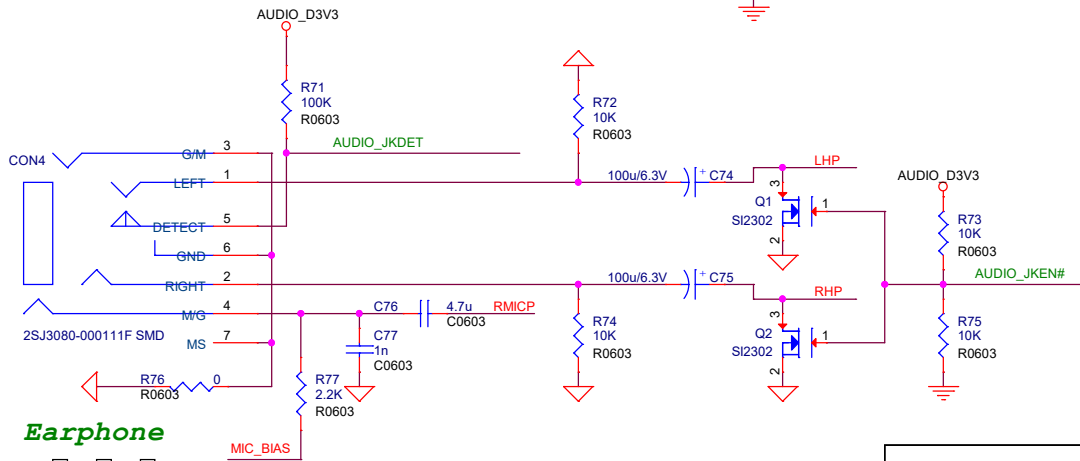 AUDIO_D3V3
R71
100K
R0603
AUDIO_JKDET
R72
10K
R0603
CON4
G/M 3
LEFT 1
DETECT 5
GND 6
RIGHT 2
M/G 4
MS 7
2SJ3080-000111F SMD
100u/6.3V + C74
LHP
3
Q1
SI2302
1
2
AUDIO_D3V3
R73
10K
R0603
AUDIO_JKEN#
100u/6.3V + C75
RHP
3
Q2
SI2302
1
2
R75
10K
R0603
C76 4.7u
C0603
RMICP
C77
1n
C0603
R74
10K
R0603
R76 0
R0603
R77
2.2K
R0603
MIC_BIAS
Earphone